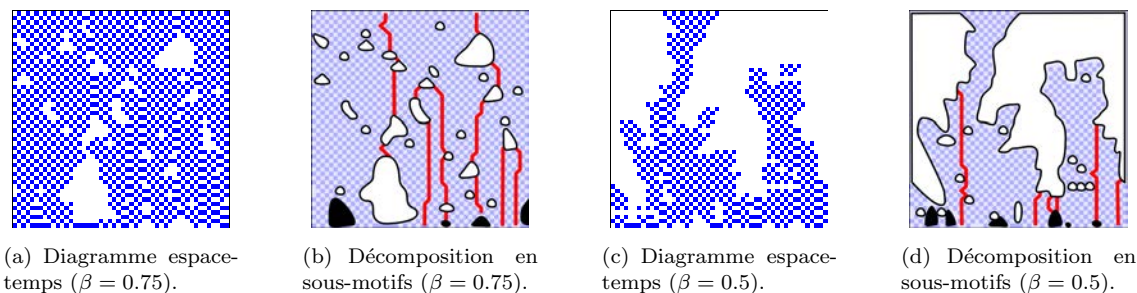 (a) Diagramme espace-
temps (β = 0.75).
(b) Décomposition en
sous-motifs (β = 0.75).
(c) Diagramme espace-
temps (β = 0.5).
(d) Décomposition en
sous-motifs (β = 0.5).